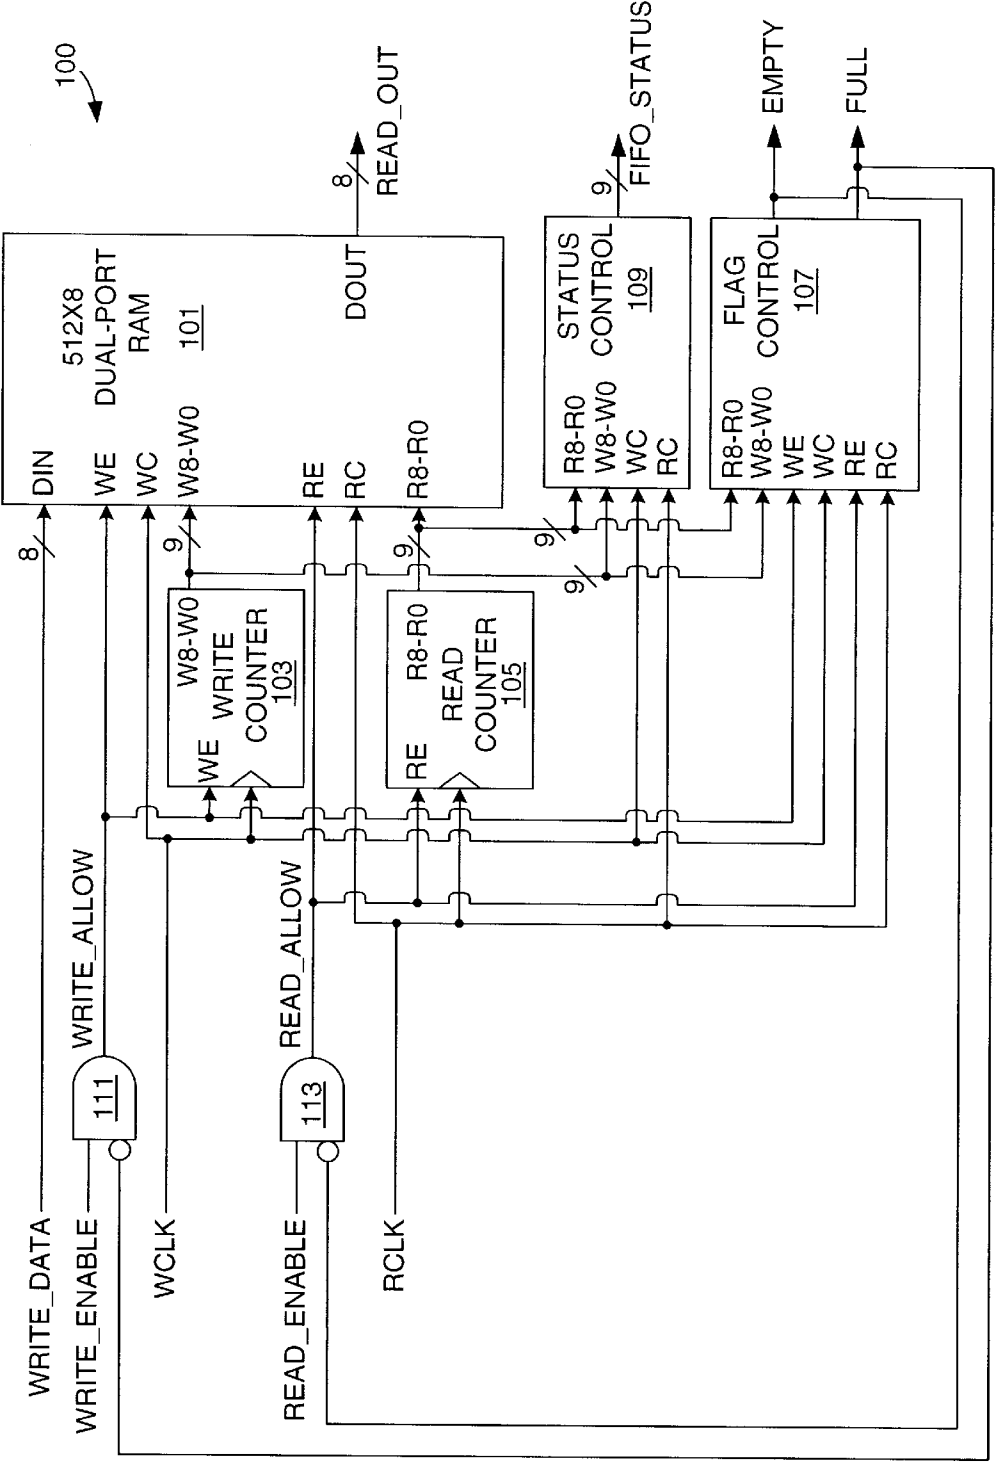 100
WRITE_DATA
8
DIN
512X8
DUAL-PORT
RAM
101
WRITE_ENABLE
111
WRITE_ALLOW
WE
WC
W8-W0
9
WCLK
W8-W0
WE
WRITE
COUNTER
103
READ_ENABLE
113
READ_ALLOW
RE
RC
R8-R0
DOUT
8
READ_OUT
9
RCLK
R8-R0
RE
READ
COUNTER
105
9
9
R8-R0
W8-W0
WC
RC
STATUS
CONTROL
109
9
FIFO_STATUS
R8-R0
W8-W0
WE
WC
RE
RC
FLAG
CONTROL
107
EMPTY
FULL